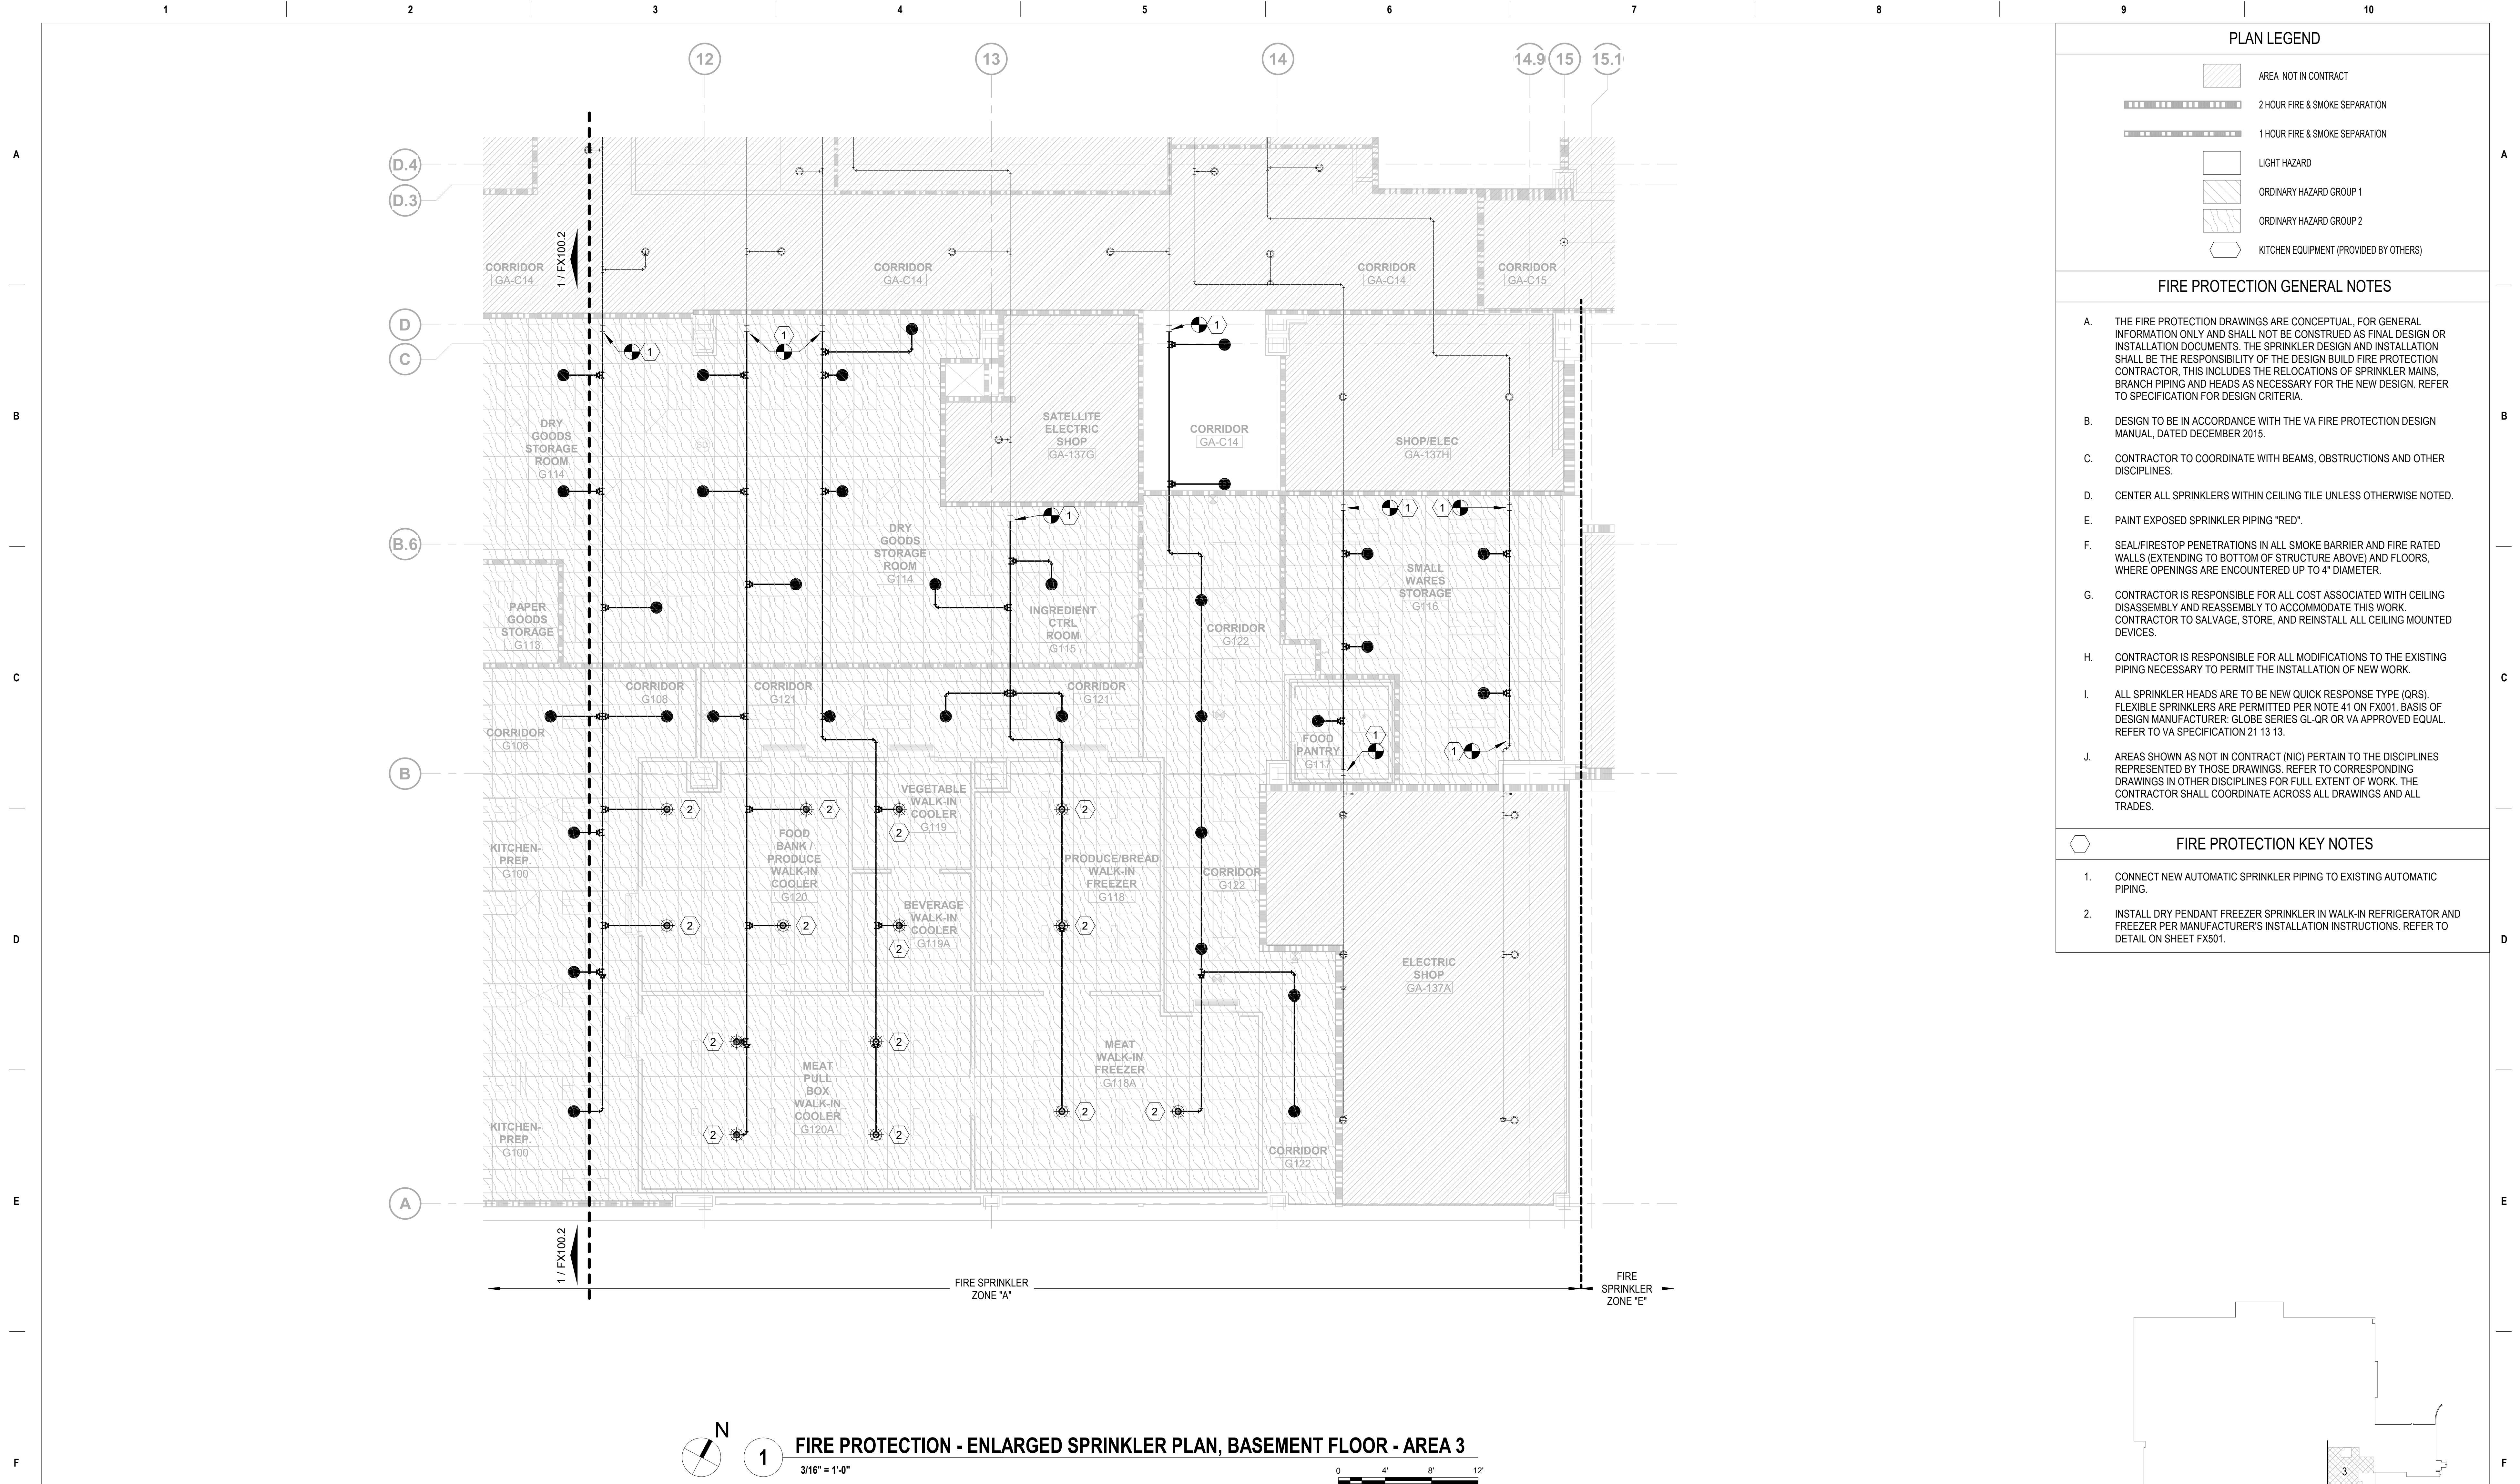 1 2 3 4 5 6 7 8 9 10
A
B
C
D
E
F
A
B
C
D
E
F
12 13 14 14.9 15 15.1
D.4
D.3
D
C
B.6
B
A
1 / FX100.2
CORRIDOR
GA-C14
CORRIDOR
GA-C14
CORRIDOR
GA-C14
CORRIDOR
GA-C15
1
1
1
DRY
GOODS
STORAGE
ROOM
G114
SD
SATELLITE
ELECTRIC
SHOP
GA-137G
CORRIDOR
GA-C14
SHOP/ELEC
GA-137H
1
1
1
DRY
GOODS
STORAGE
ROOM
G114
SMALL
WARES
STORAGE
G116
PAPER
GOODS
STORAGE
G113
INGREDIENT
CTRL
ROOM
G115
CORRIDOR
G122
CORRIDOR
G108
CORRIDOR
G121
CORRIDOR
G121
CORRIDOR
G108
FOOD
PANTRY
G117
1
1
VEGETABLE
WALK-IN
COOLER
G119
2
2
2
2
FOOD
BANK /
PRODUCE
WALK-IN
COOLER
G120
KITCHEN-
PREP.
G100
PRODUCE/BREAD
WALK-IN
FREEZER
G118
CORRIDOR
G122
BEVERAGE
WALK-IN
COOLER
G119A
2
2
2
2
ELECTRIC
SHOP
GA-137A
2
2
MEAT
WALK-IN
FREEZER
G118A
MEAT
PULL
BOX
WALK-IN
COOLER
G120A
2
2
2
2
KITCHEN-
PREP.
G100
CORRIDOR
G122
1 / FX100.2
FIRE SPRINKLER
ZONE "A"
FIRE
SPRINKLER
ZONE "E"
N
1
FIRE PROTECTION - ENLARGED SPRINKLER PLAN, BASEMENT FLOOR - AREA 3
3/16" = 1'-0"
0 4' 8' 12'
PLAN LEGEND
AREA NOT IN CONTRACT
2 HOUR FIRE & SMOKE SEPARATION
1 HOUR FIRE & SMOKE SEPARATION
LIGHT HAZARD
ORDINARY HAZARD GROUP 1
ORDINARY HAZARD GROUP 2
KITCHEN EQUIPMENT (PROVIDED BY OTHERS)
FIRE PROTECTION GENERAL NOTES
A. THE FIRE PROTECTION DRAWINGS ARE CONCEPTUAL, FOR GENERAL
INFORMATION ONLY AND SHALL NOT BE CONSTRUED AS FINAL DESIGN OR
INSTALLATION DOCUMENTS. THE SPRINKLER DESIGN AND INSTALLATION
SHALL BE THE RESPONSIBILITY OF THE DESIGN BUILD FIRE PROTECTION
CONTRACTOR, THIS INCLUDES THE RELOCATIONS OF SPRINKLER MAINS,
BRANCH PIPING AND HEADS AS NECESSARY FOR THE NEW DESIGN. REFER
TO SPECIFICATION FOR DESIGN CRITERIA.
B. DESIGN TO BE IN ACCORDANCE WITH THE VA FIRE PROTECTION DESIGN
MANUAL, DATED DECEMBER 2015.
C. CONTRACTOR TO COORDINATE WITH BEAMS, OBSTRUCTIONS AND OTHER
DISCIPLINES.
D. CENTER ALL SPRINKLERS WITHIN CEILING TILE UNLESS OTHERWISE NOTED.
E. PAINT EXPOSED SPRINKLER PIPING "RED".
F. SEAL/FIRESTOP PENETRATIONS IN ALL SMOKE BARRIER AND FIRE RATED
WALLS (EXTENDING TO BOTTOM OF STRUCTURE ABOVE) AND FLOORS,
WHERE OPENINGS ARE ENCOUNTERED UP TO 4" DIAMETER.
G. CONTRACTOR IS RESPONSIBLE FOR ALL COST ASSOCIATED WITH CEILING
DISASSEMBLY AND REASSEMBLY TO ACCOMMODATE THIS WORK.
CONTRACTOR TO SALVAGE, STORE, AND REINSTALL ALL CEILING MOUNTED
DEVICES.
H. CONTRACTOR IS RESPONSIBLE FOR ALL MODIFICATIONS TO THE EXISTING
PIPING NECESSARY TO PERMIT THE INSTALLATION OF NEW WORK.
I. ALL SPRINKLER HEADS ARE TO BE NEW QUICK RESPONSE TYPE (QRS).
FLEXIBLE SPRINKLERS ARE PERMITTED PER NOTE 41 ON FX001. BASIS OF
DESIGN MANUFACTURER: GLOBE SERIES GL-QR OR VA APPROVED EQUAL.
REFER TO VA SPECIFICATION 21 13 13.
J. AREAS SHOWN AS NOT IN CONTRACT (NIC) PERTAIN TO THE DISCIPLINES
REPRESENTED BY THOSE DRAWINGS. REFER TO CORRESPONDING
DRAWINGS IN OTHER DISCIPLINES FOR FULL EXTENT OF WORK. THE
CONTRACTOR SHALL COORDINATE ACROSS ALL DRAWINGS AND ALL
TRADES.
FIRE PROTECTION KEY NOTES
1. CONNECT NEW AUTOMATIC SPRINKLER PIPING TO EXISTING AUTOMATIC
PIPING.
2. INSTALL DRY PENDANT FREEZER SPRINKLER IN WALK-IN REFRIGERATOR AND
FREEZER PER MANUFACTURER'S INSTALLATION INSTRUCTIONS. REFER TO
DETAIL ON SHEET FX501.
3